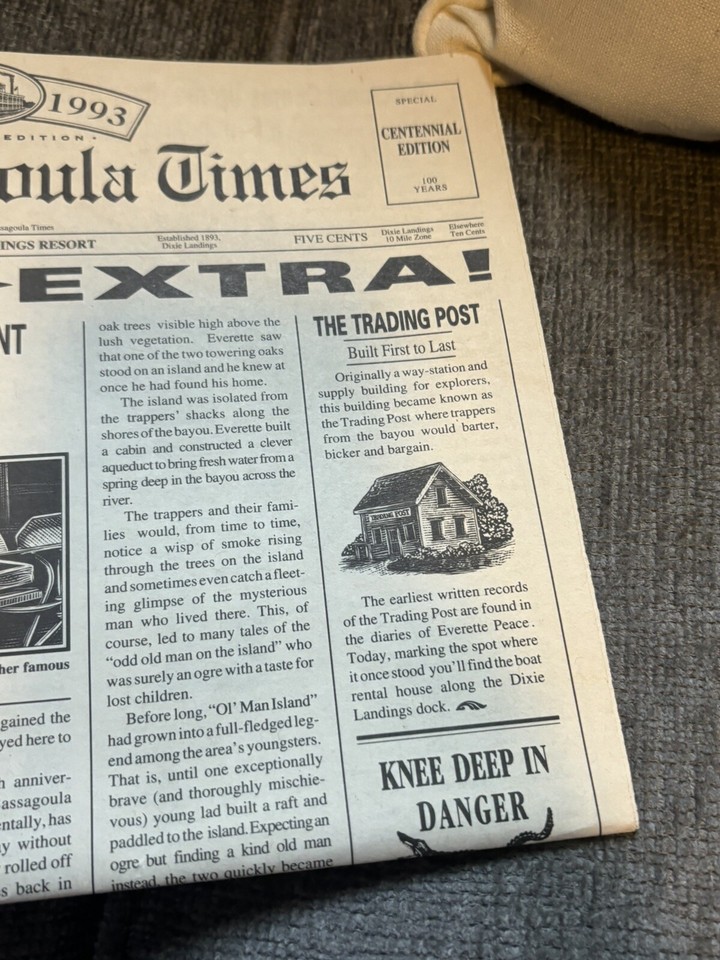 1993
EDITION
oula Times
SPECIAL
CENTENNIAL
EDITION
100
YEARS
ssagoula Times
INGS RESORT
Established 1893,
Dixie Landings
FIVE CENTS
Dixie Landings
10 Mile Zone
Elsewhere
Ten Cents
EXTRA!
NT
her famous
gained the
yed here to
h anniver-
assagoula
entally, has
y without
rolled off
s back in
oak trees visible high above the
lush vegetation. Everette saw
that one of the two towering oaks
stood on an island and he knew at
once he had found his home.
The island was isolated from
the trappers' shacks along the
shores of the bayou. Everette built
a cabin and constructed a clever
aqueduct to bring fresh water from a
spring deep in the bayou across the
river.
The trappers and their fami-
lies would, from time to time,
notice a wisp of smoke rising
through the trees on the island
and sometimes even catch a fleet-
ing glimpse of the mysterious
man who lived there. This, of
course, led to many tales of the
"odd old man on the island" who
was surely an ogre with a taste for
lost children.
Before long, "Ol' Man Island"
had grown into a full-fledged leg-
end among the area's youngsters.
That is, until one exceptionally
brave (and thoroughly mischie-
vous) young lad built a raft and
paddled to the island. Expecting an
ogre but finding a kind old man
instead, the two quickly became
THE TRADING POST
Built First to Last
Originally a way-station and
supply building for explorers,
this building became known as
the Trading Post where trappers
from the bayou would barter,
bicker and bargain.
TRADING POST
The earliest written records
of the Trading Post are found in
the diaries of Everette Peace.
Today, marking the spot where
it once stood you'll find the boat
rental house along the Dixie
Landings dock.
KNEE DEEP IN
DANGER